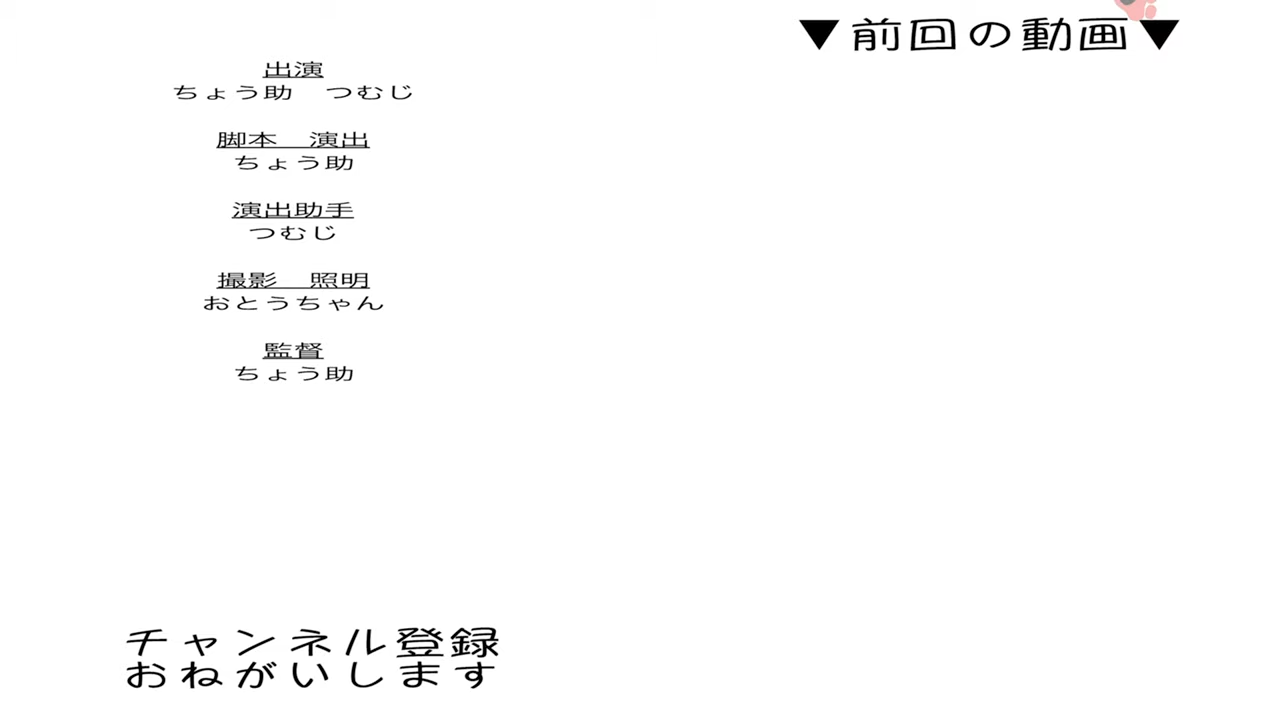 ▼前回の動画▼
出演
ちょう助　つむじ
脚本　演出
ちょう助
演出助手
つむじ
撮影　照明
おとうちゃん
監督
ちょう助
チャンネル登録
おねがいします